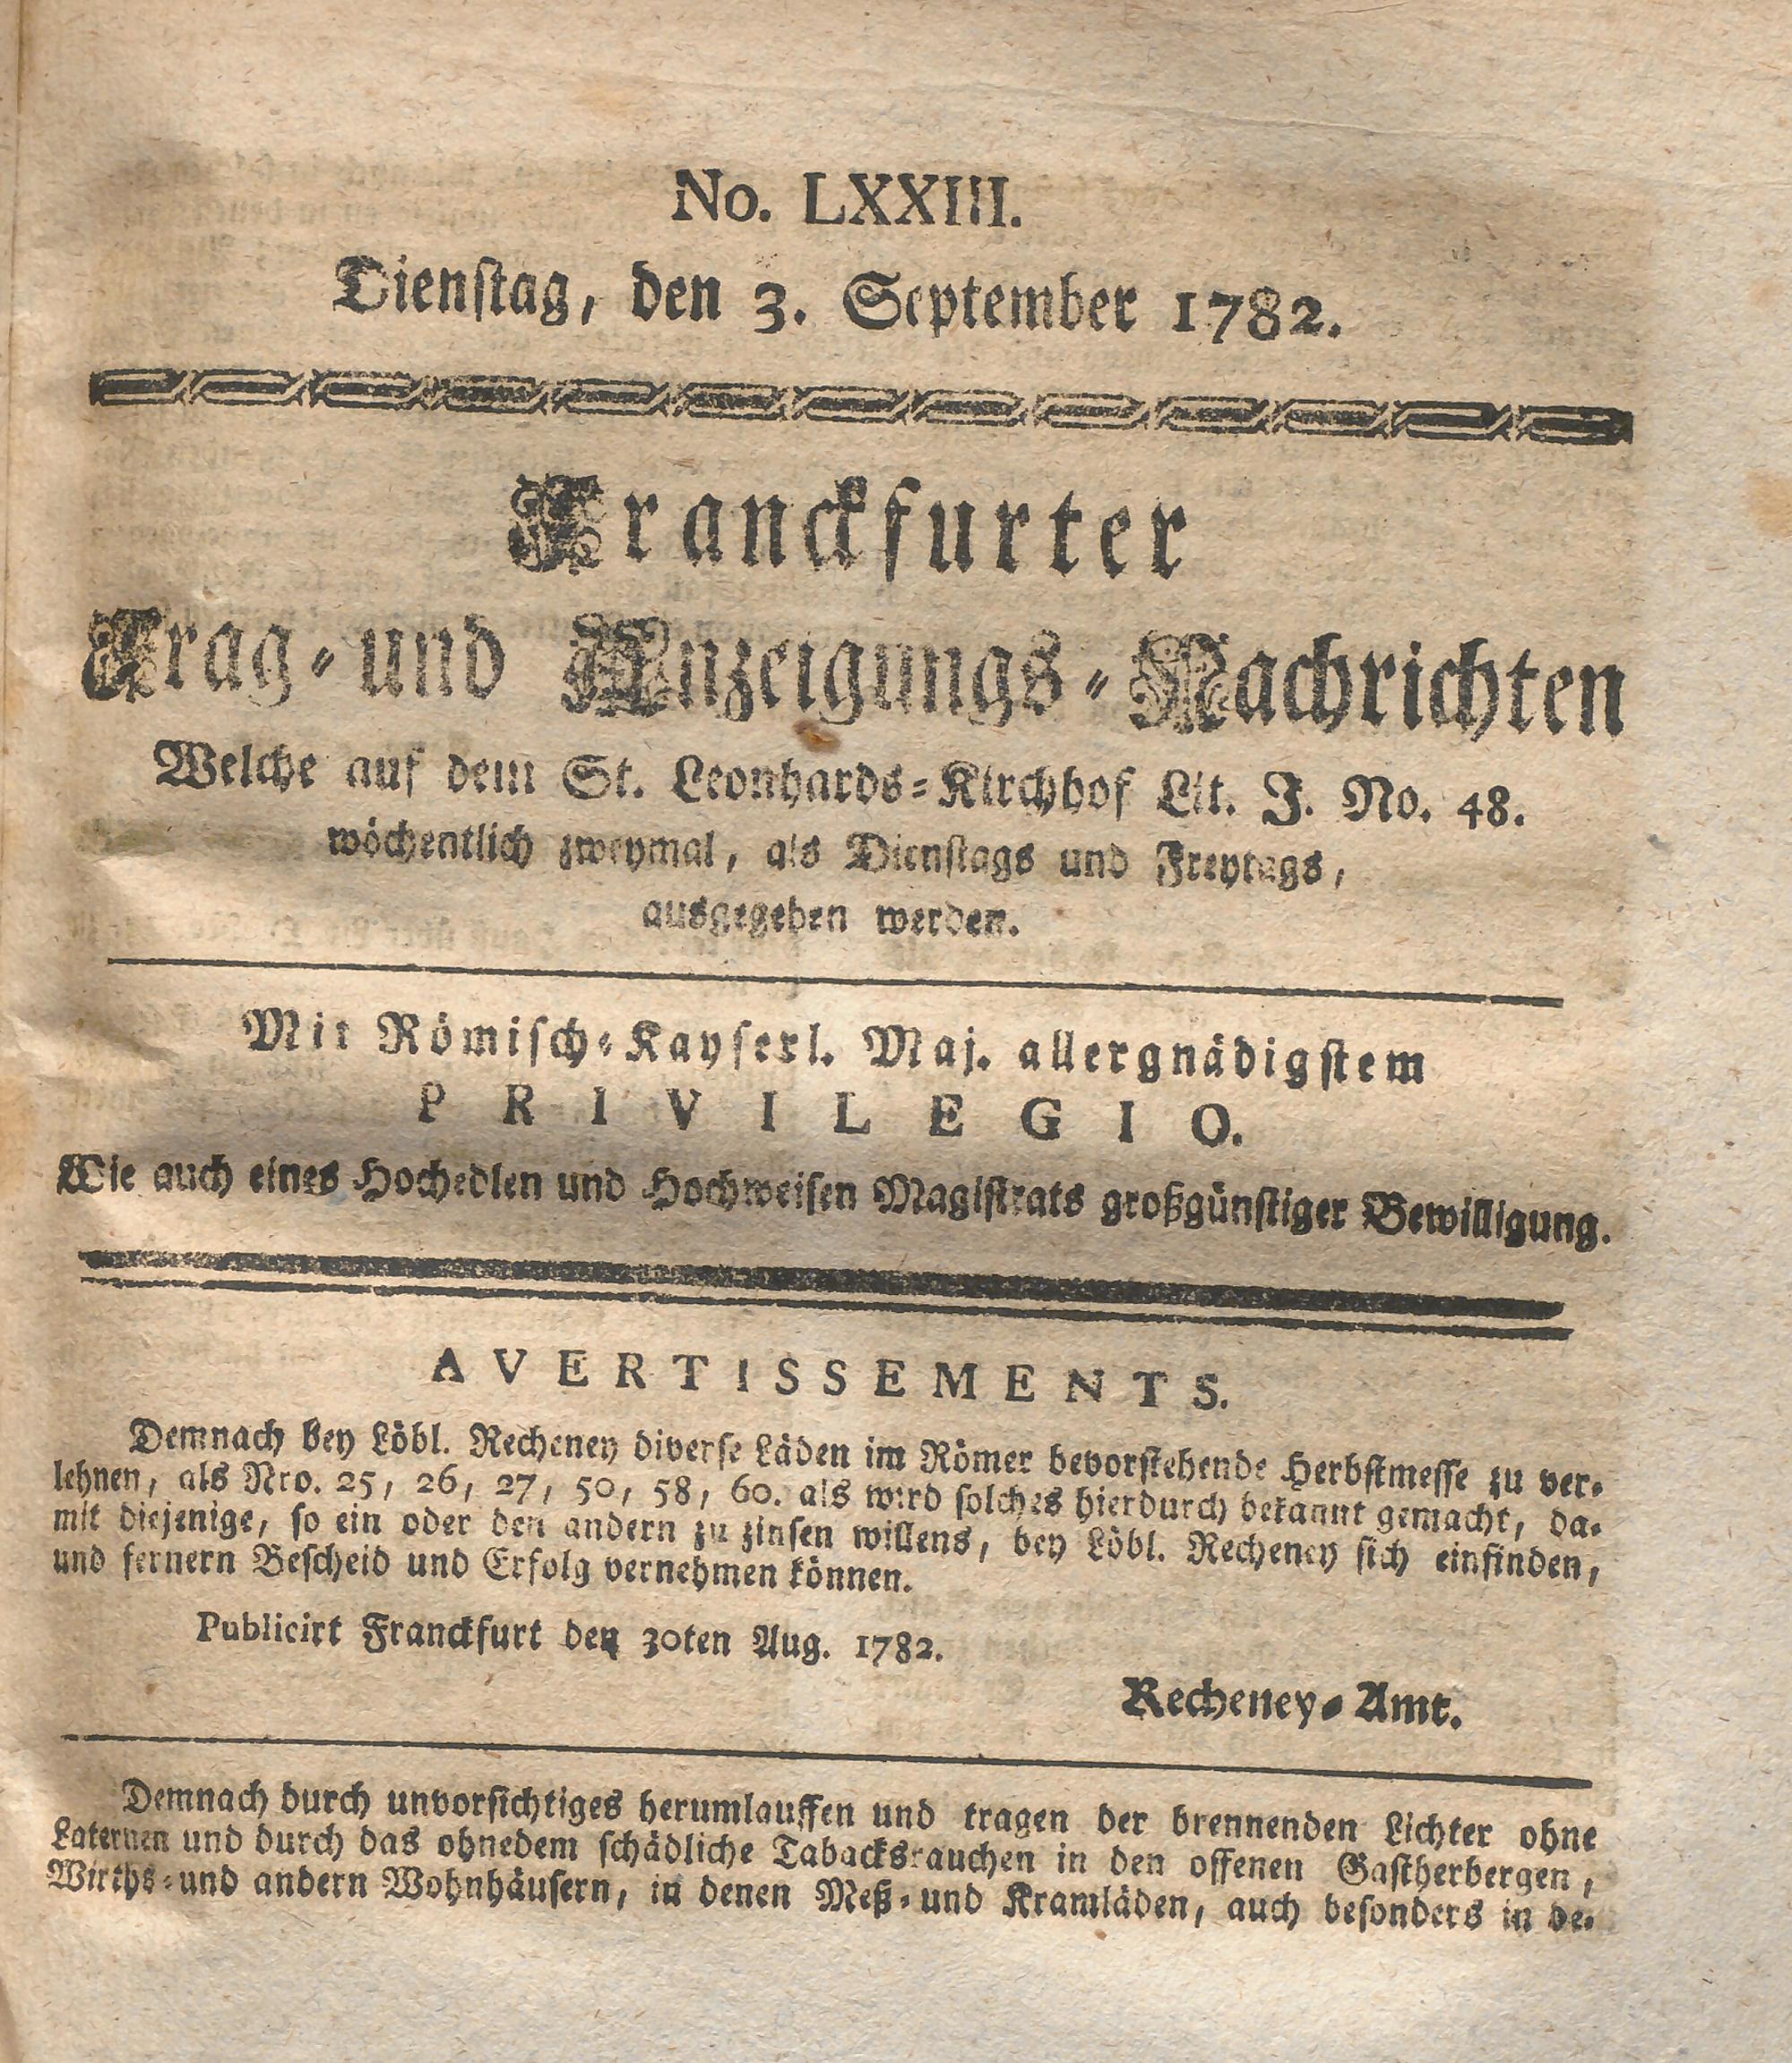 No. LXXIII.
Dienstag, den 3. September 1782.
Franckfurter
Frag- und Anzeigungs-Nachrichten
Welche auf dem St. Leonhards-Kirchhof Lit. J. No. 48.
wöchentlich zweymal, als Dienstags und Freytags,
ausgegeben werden.
Mit Römisch-Kayserl. Maj. allergnädigstem
PRIVILEGIO.
Wie auch eines Hochedlen und Hochweisen Magistrats großgünstiger Bewilligung.
AVERTISSEMENTS.
Demnach bey Löbl. Recheney diverse Läden im Römer bevorstehende Herbstmesse zu ver-
lehnen, als Nro. 25, 26, 27, 50, 58, 60. als wird solches hierdurch bekannt gemacht, da-
mit diejenige, so ein oder den andern zu zinsen willens, bey Löbl. Recheney sich einfinden,
und fernern Bescheid und Erfolg vernehmen können.
Publicirt Franckfurt den 30ten Aug. 1782.
Recheney-Amt.
Demnach durch unvorsichtiges herumlauffen und tragen der brennenden Lichter ohne
Laternen und durch das ohnedem schädliche Tabacksrauchen in den offenen Gastherbergen,
Wirths-und andern Wohnhäusern, in denen Meß-und Kramläden, auch besonders in de-